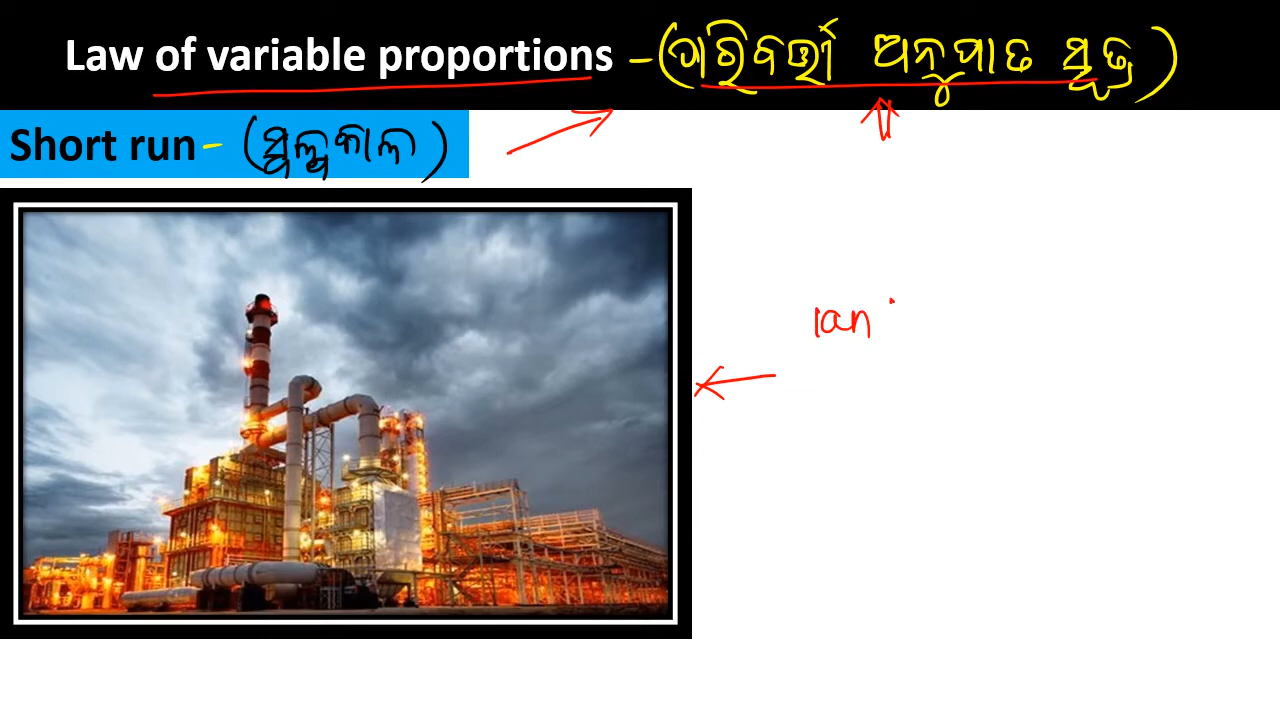 Law of variable proportions – (ପରିବର୍ତ୍ତୀ ଅନୁପାତ ସୂତ୍ର)
Short run - (ସ୍ୱଳ୍ପକାଳ)
lan